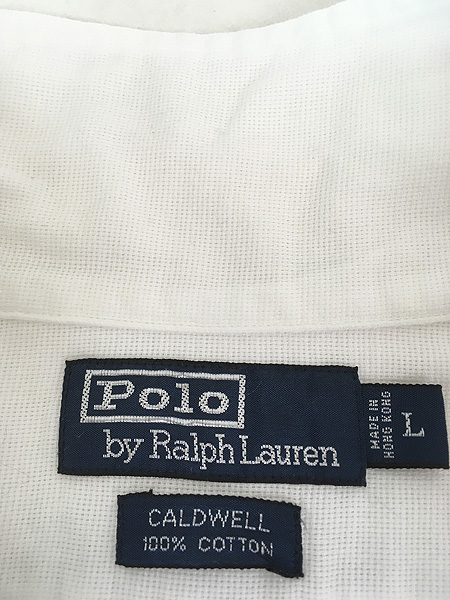 Polo
by Ralph Lauren
MADE IN
HONG KONG
L
CALDWELL
100% COTTON